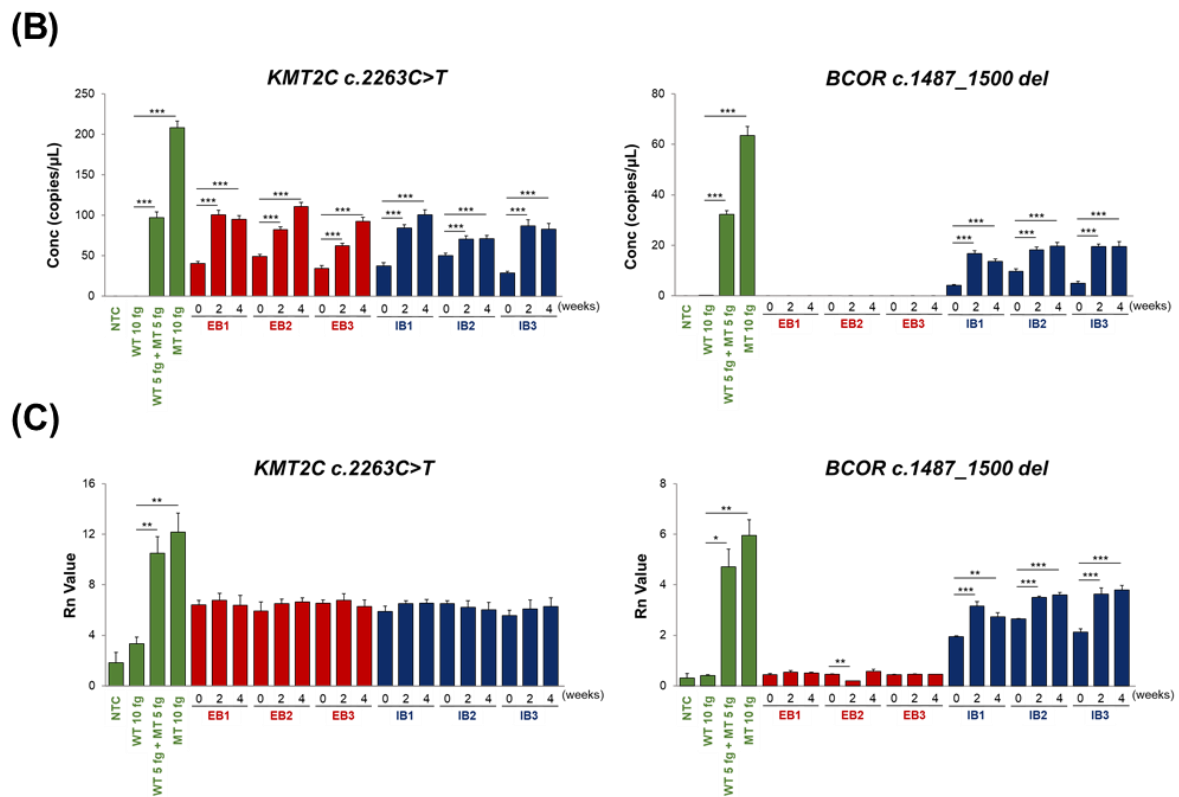 (B)
KMT2C c.2263C>T
Conc (copies/µL)
250
200
150
100
50
0
*** *** *** *** *** *** *** *** *** *** *** *** *** ***
0 2 4 0 2 4 0 2 4 0 2 4 0 2 4 0 2 4 (weeks)
NTC
WT 10 fg
WT 5 fg + MT 5 fg
MT 10 fg
EB1 EB2 EB3 IB1 IB2 IB3
BCOR c.1487_1500 del
Conc (copies/µL)
80
60
40
20
0
*** *** *** *** *** *** *** ***
0 2 4 0 2 4 0 2 4 0 2 4 0 2 4 0 2 4 (weeks)
NTC
WT 10 fg
WT 5 fg + MT 5 fg
MT 10 fg
EB1 EB2 EB3 IB1 IB2 IB3
(C)
KMT2C c.2263C>T
Rn Value
16
12
8
4
0
** **
0 2 4 0 2 4 0 2 4 0 2 4 0 2 4 0 2 4 (weeks)
NTC
WT 10 fg
WT 5 fg + MT 5 fg
MT 10 fg
EB1 EB2 EB3 IB1 IB2 IB3
BCOR c.1487_1500 del
Rn Value
8
6
4
2
0
* ** ** *** ** *** *** *** ***
0 2 4 0 2 4 0 2 4 0 2 4 0 2 4 0 2 4 (weeks)
NTC
WT 10 fg
WT 5 fg + MT 5 fg
MT 10 fg
EB1 EB2 EB3 IB1 IB2 IB3